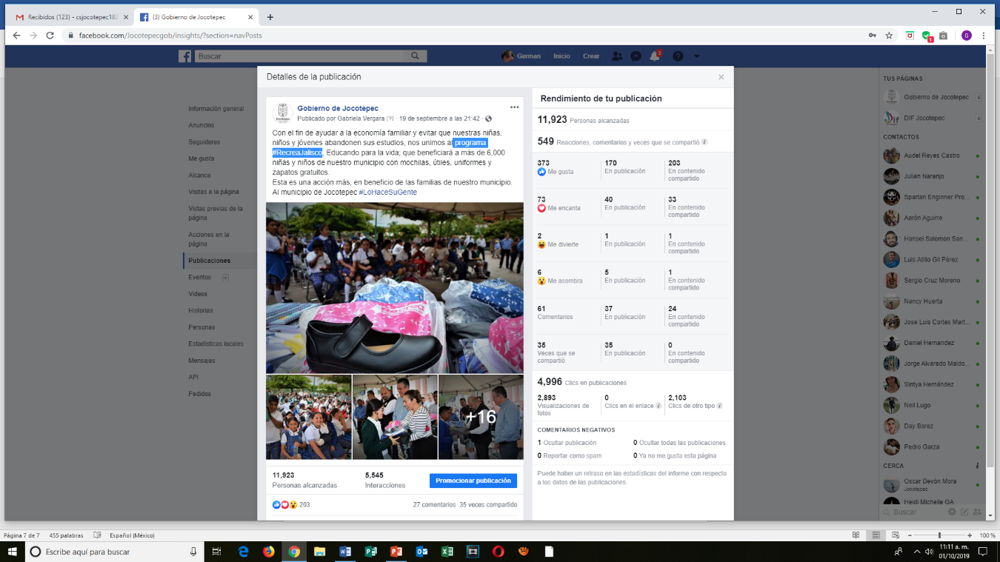 Recibidos (123) - csjocotepec182
(3) Gobierno de Jocotepec
facebook.com/Jocotepecgob/insights/?section=navPosts
1
G
Buscar
German
Inicio
Crear
3
Detalles de la publicación
Información general
Anuncios
Seguidores
Me gusta
Alcance
Visitas a la página
Vistas previas de la
página
Acciones en la
página
Publicaciones
Eventos
Videos
Historias
Personas
Estadísticas locales
Mensajes
API
Pedidos
Gobierno de Jocotepec
Publicado por Gabriela Vergara [?] · 19 de septiembre a las 21:42 ·
Con el fin de ayudar a la economía familiar y evitar que nuestras niñas,
niños y jóvenes abandonen sus estudios, nos unimos al programa
#RecreaJalisco, Educando para la vida; que beneficiará a más de 6,000
niñas y niños de nuestro municipio con mochilas, útiles, uniformes y
zapatos gratuitos.
Esta es una acción más, en beneficio de las familias de nuestro municipio.
Al municipio de Jocotepec #LoHaceSuGente
+16
11,923
Personas alcanzadas
5,545
Interacciones
Promocionar publicación
203
27 comentarios 35 veces compartido
Rendimiento de tu publicación
11,923 Personas alcanzadas
549 Reacciones, comentarios y veces que se compartió
373
Me gusta
170
En publicación
203
En contenido
compartido
73
Me encanta
40
En publicación
33
En contenido
compartido
2
Me divierte
1
En publicación
1
En contenido
compartido
6
Me asombra
5
En publicación
1
En contenido
compartido
61
Comentarios
37
En publicación
24
En contenido
compartido
35
Veces que se
compartió
35
En publicación
0
En contenido
compartido
4,996 Clics en publicaciones
2,893
Visualizaciones de
fotos
0
Clics en el enlace
2,103
Clics de otro tipo
COMENTARIOS NEGATIVOS
1 Ocultar publicación
0 Ocultar todas las publicaciones
0 Reportar como spam
0 Ya no me gusta esta página
Puede haber un retraso en las estadísticas del informe con respecto
a los datos de las publicaciones.
TUS PÁGINAS
Gobierno de Jocotepec
DIF Jocotepec
CONTACTOS
Audel Reyes Castro
Julian Naranjo
Spartan Enginner Pro...
Aarón Aguirre
Hansel Salomon San...
Luis Atilio Gil Pérez
Sergio Cruz Moreno
Nancy Huerta
Jose Luis Cortes Mart...
Daniel Hernandez
Jorge Alvarado Maldo...
Sintya Hernández
Neil Lugo
Day Barez
Pedro Garza
CERCA
Oscar Devón Mora
Jocotepec
Heidi Michelle GA
Buscar
Página 7 de 7
455 palabras
Español (México)
100 %
Escribe aquí para buscar
11:11 a. m.
01/10/2019